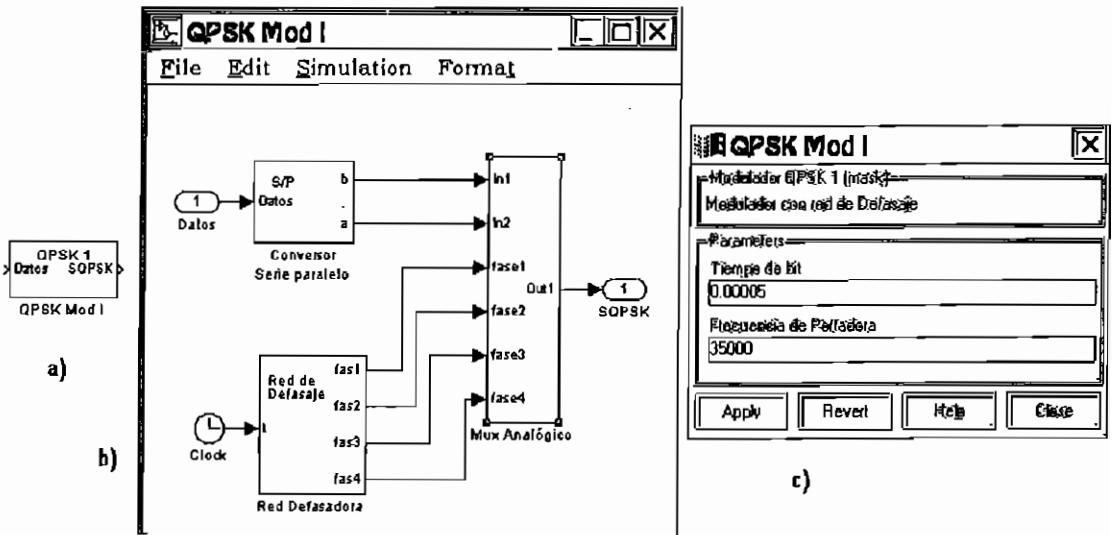 QPSK 1
Datos SQPSK
QPSK Mod I
a)
QPSK Mod I
File Edit Simulation Format
1
Datos
S/P
Datos
b
a
Conversor
Serie paralelo
Clock
t
Red de
Defasaje
fas1
fas2
fas3
fas4
Red Defasadora
In1
In2
fase1
fase2
fase3
fase4
Out1
Mux Analógico
1
SQPSK
b)
QPSK Mod I
Modulador QPSK 1 (mask)
Modulador con red de Defasaje
Parameters
Tiempo de bit
0.00005
Frecuencia de Portadora
35000
Apply Revert Help Close
c)